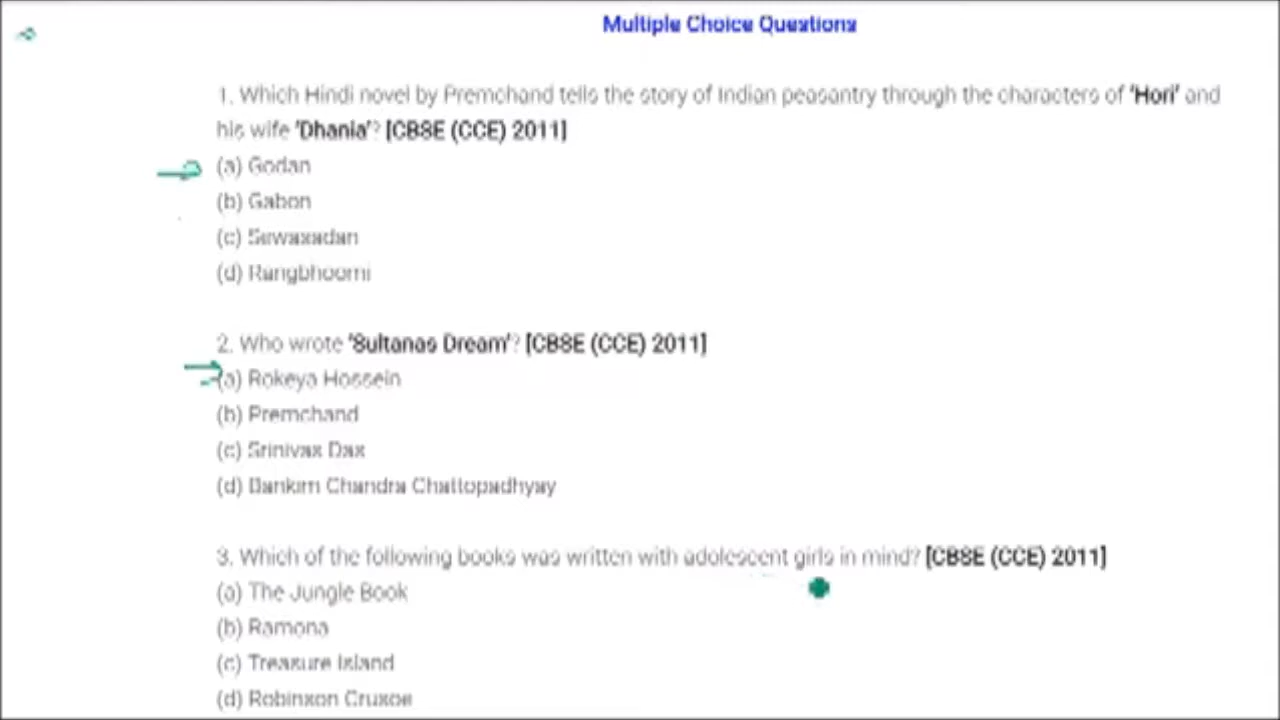 Multiple Choice Questions
1. Which Hindi novel by Premchand tells the story of Indian peasantry through the characters of 'Hori' and
his wife 'Dhania'? [CBSE (CCE) 2011]
(a) Godan
(b) Gabon
(c) Sewasadan
(d) Rangbhoomi
2. Who wrote 'Sultanas Dream'? [CBSE (CCE) 2011]
(a) Rokeya Hossein
(b) Premchand
(c) Srinivas Das
(d) Bankim Chandra Chattopadhyay
3. Which of the following books was written with adolescent girls in mind? [CBSE (CCE) 2011]
(a) The Jungle Book
(b) Ramona
(c) Treasure Island
(d) Robinson Crusoe